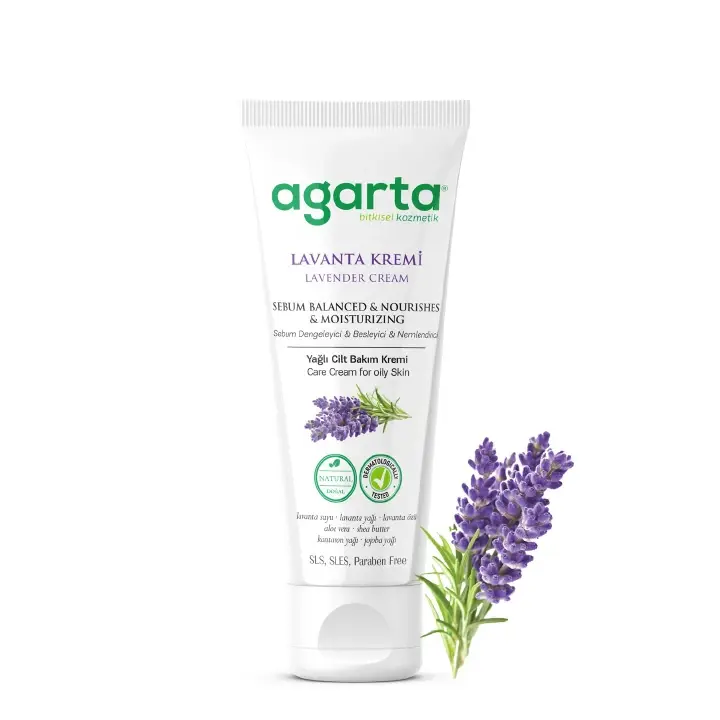 agarta®
bitkisel kozmetik
LAVANTA KREMİ
LAVENDER CREAM
SEBUM BALANCED & NOURISHES
& MOISTURIZING
Sebum Dengeleyici & Besleyici & Nemlendirici
Yağlı Cilt Bakım Kremi
Care Cream for oily Skin
NATURAL
DOĞAL
DERMATOLOGICALLY
TESTED
lavanta suyu · lavanta yağı · lavanta özü
aloe vera · shea butter
kantaron yağı · jojoba yağı
SLS, SLES, Paraben Free